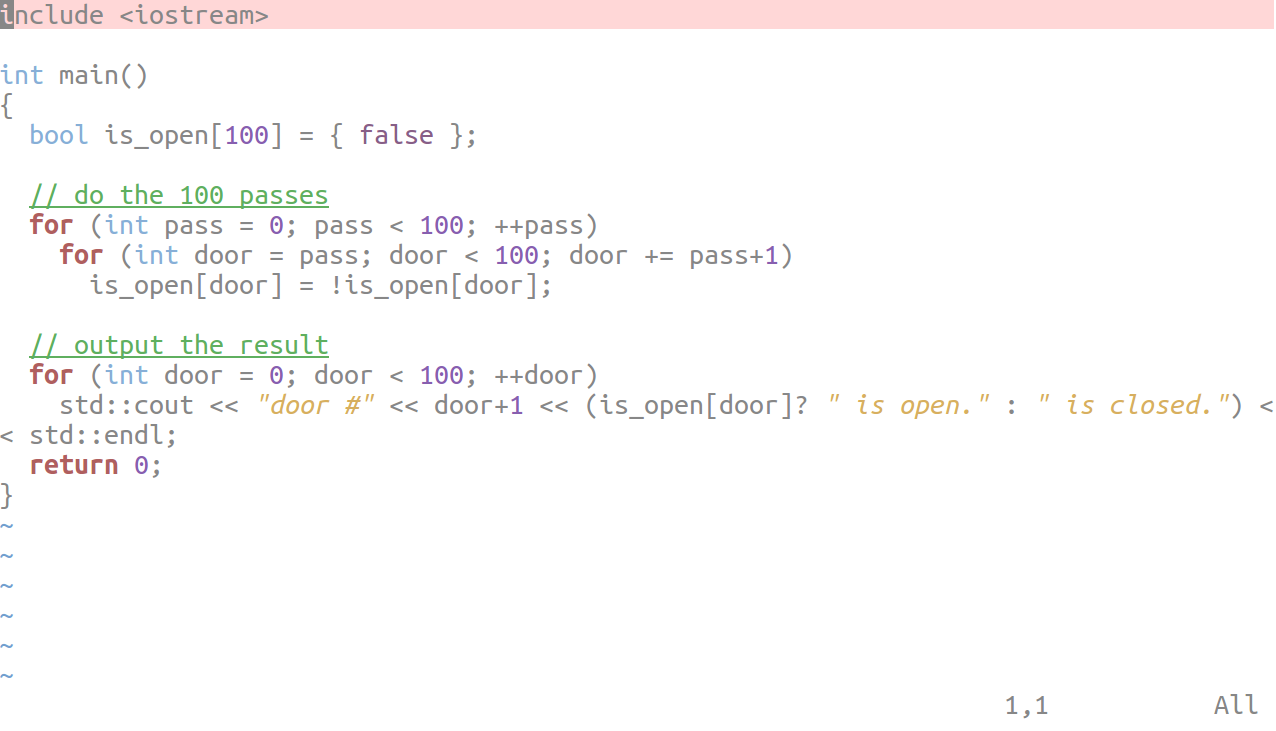 include <iostream>
int main()
{
  bool is_open[100] = { false };
  // do the 100 passes
  for (int pass = 0; pass < 100; ++pass)
    for (int door = pass; door < 100; door += pass+1)
      is_open[door] = !is_open[door];
  // output the result
  for (int door = 0; door < 100; ++door)
    std::cout << "door #" << door+1 << (is_open[door]? " is open." : " is closed.") <
< std::endl;
  return 0;
}
~
~
~
~
~
~
1,1 All